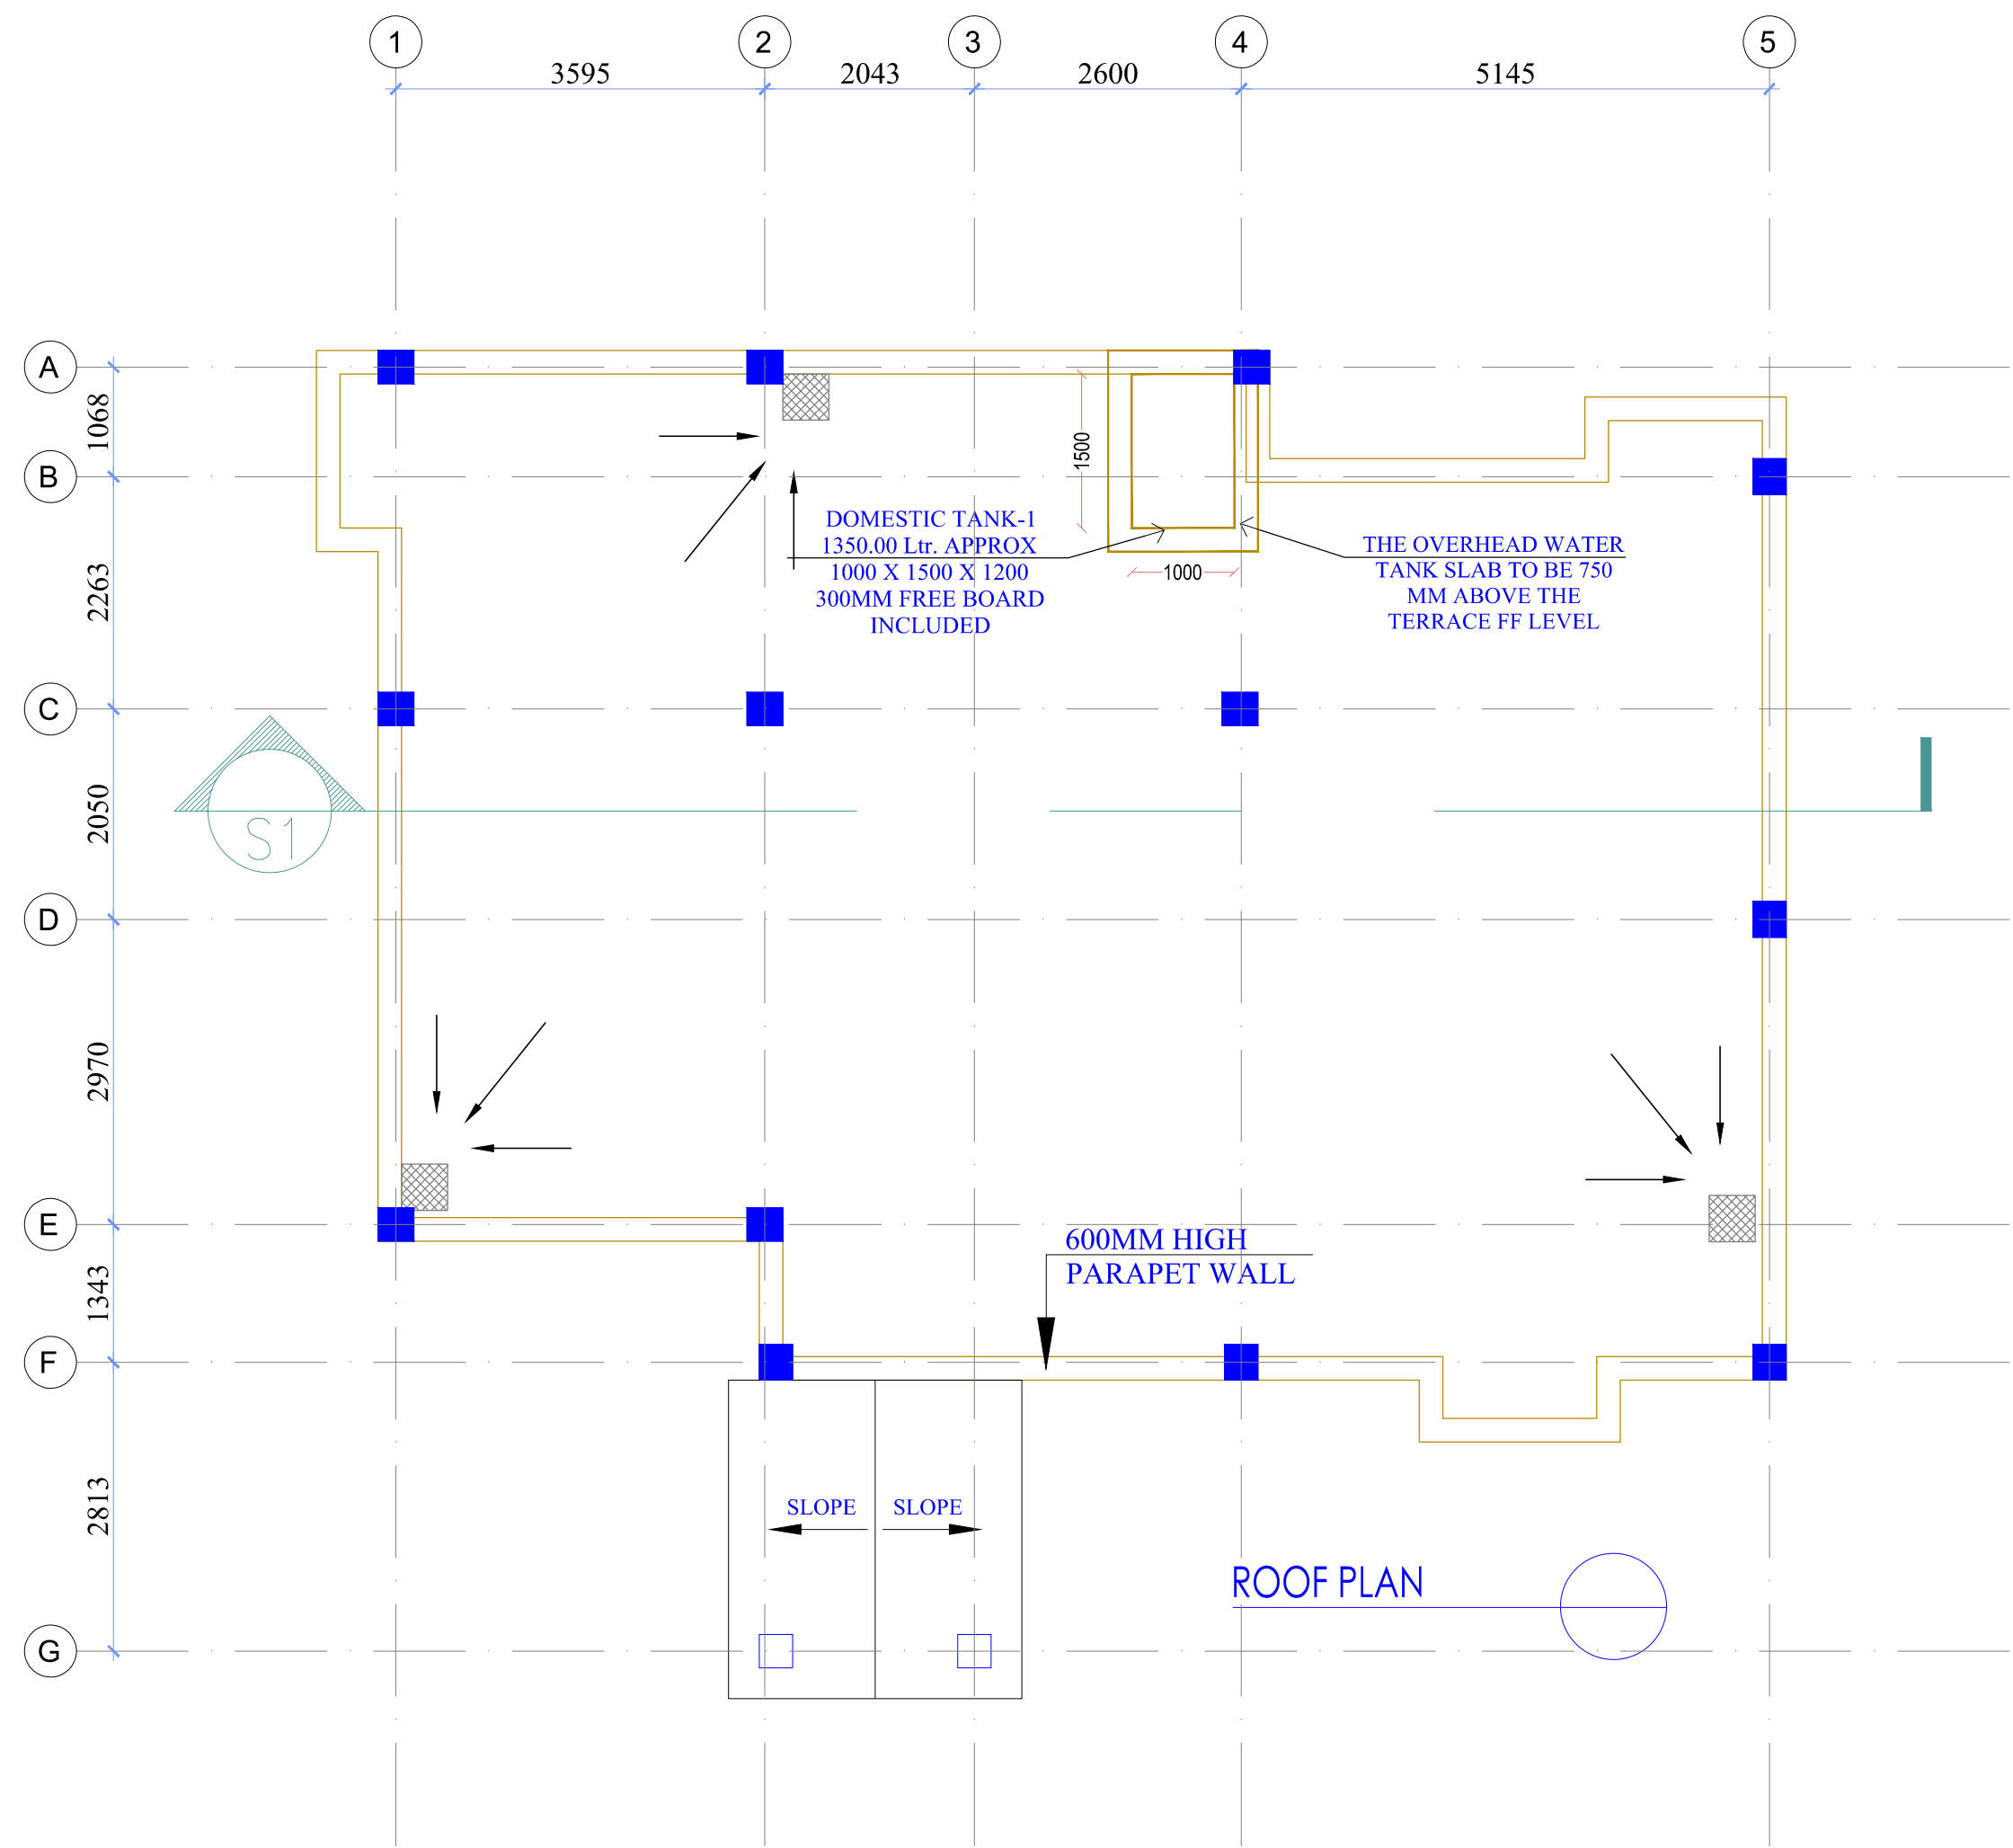 1 2 3 4 5
3595 2043 2600 5145
A
1068
B
2263
C
2050
D
2970
E
1343
F
2813
G
1500
1000
DOMESTIC TANK-1
1350.00 Ltr. APPROX
1000 X 1500 X 1200
300MM FREE BOARD
INCLUDED
THE OVERHEAD WATER
TANK SLAB TO BE 750
MM ABOVE THE
TERRACE FF LEVEL
S1
600MM HIGH
PARAPET WALL
SLOPE SLOPE
ROOF PLAN